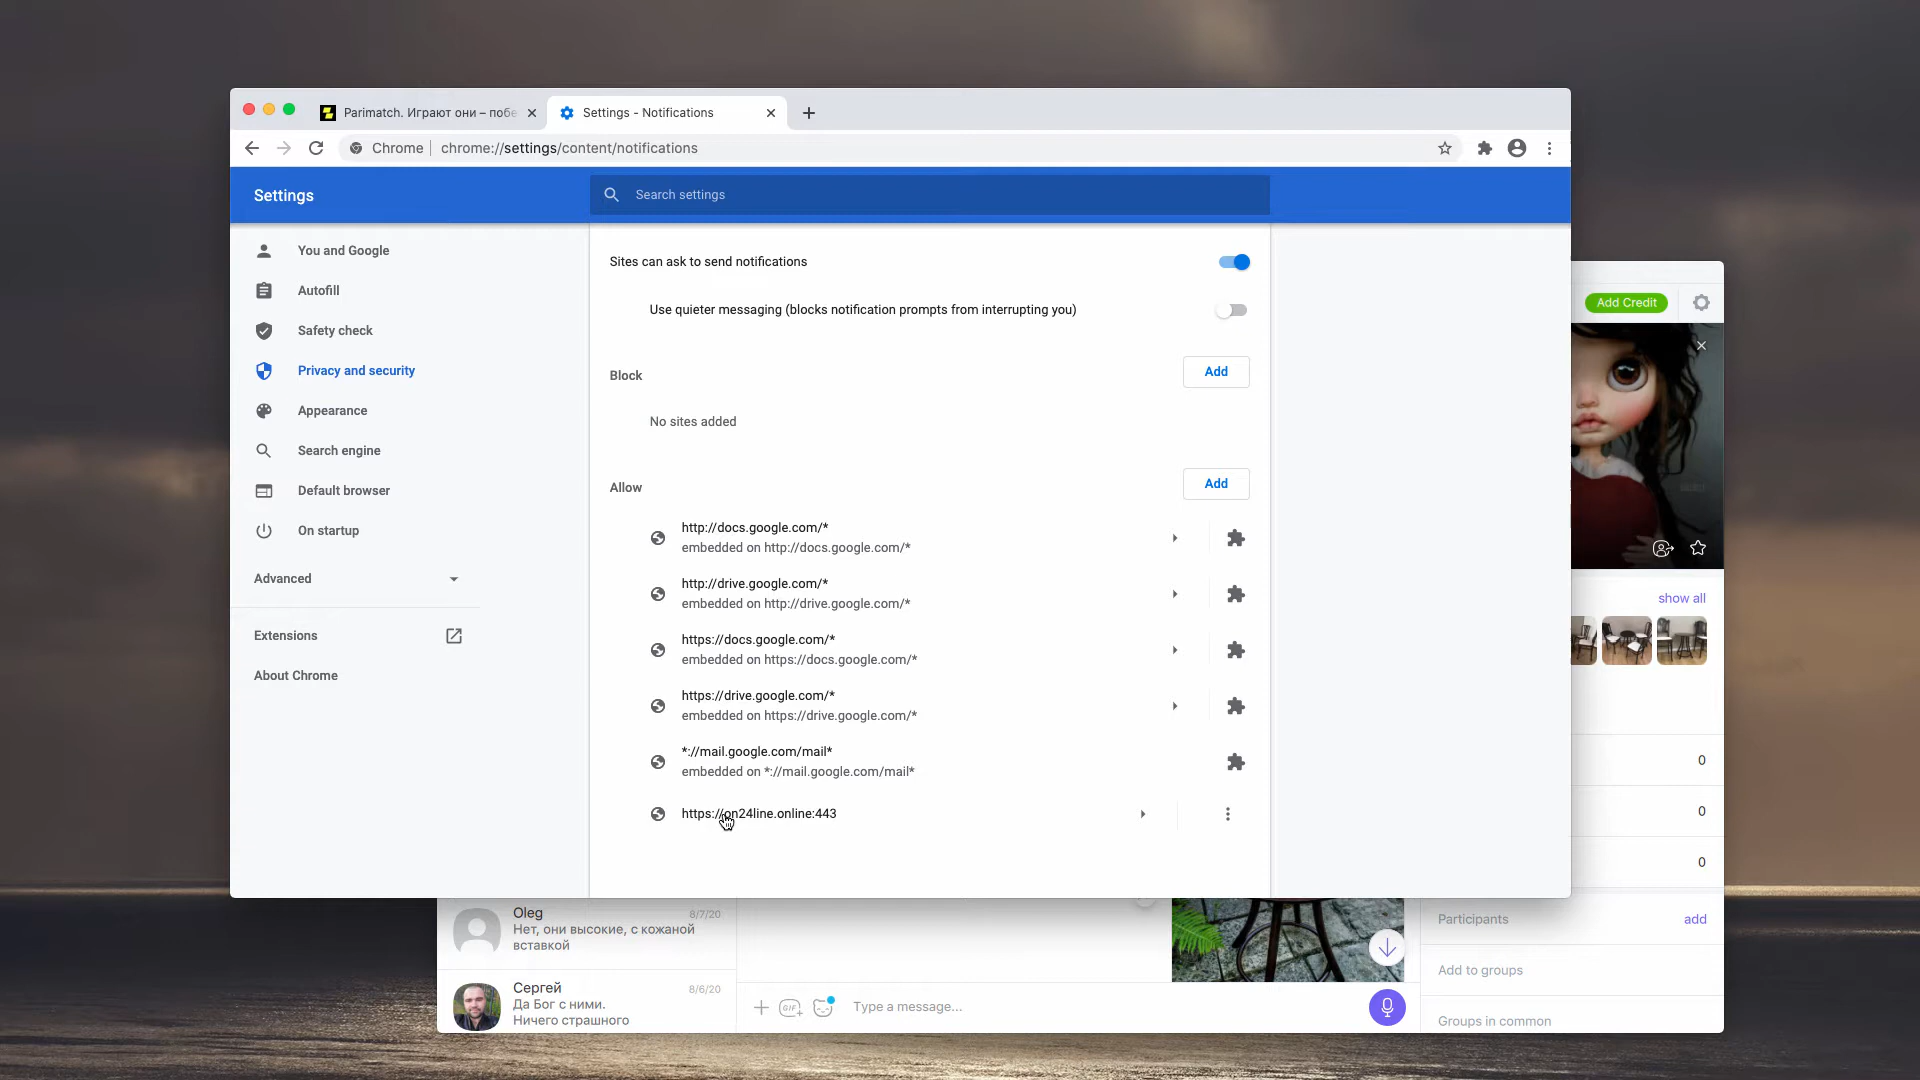 Parimatch. Играют они – побе
Settings - Notifications
Chrome
chrome://settings/content/notifications
Settings
Search settings
You and Google
Autofill
Safety check
Privacy and security
Appearance
Search engine
Default browser
On startup
Advanced
Extensions
About Chrome
Sites can ask to send notifications
Use quieter messaging (blocks notification prompts from interrupting you)
Block
Add
No sites added
Allow
Add
http://docs.google.com/*
embedded on http://docs.google.com/*
http://drive.google.com/*
embedded on http://drive.google.com/*
https://docs.google.com/*
embedded on https://docs.google.com/*
https://drive.google.com/*
embedded on https://drive.google.com/*
*://mail.google.com/mail*
embedded on *://mail.google.com/mail*
https://on24line.online:443
Add Credit
show all
0
0
0
Participants
add
Add to groups
Groups in common
Oleg
8/7/20
Нет, они высокие, с кожаной
вставкой
Сергей
8/6/20
Да Бог с ними.
Ничего страшного
GIF
Type a message...